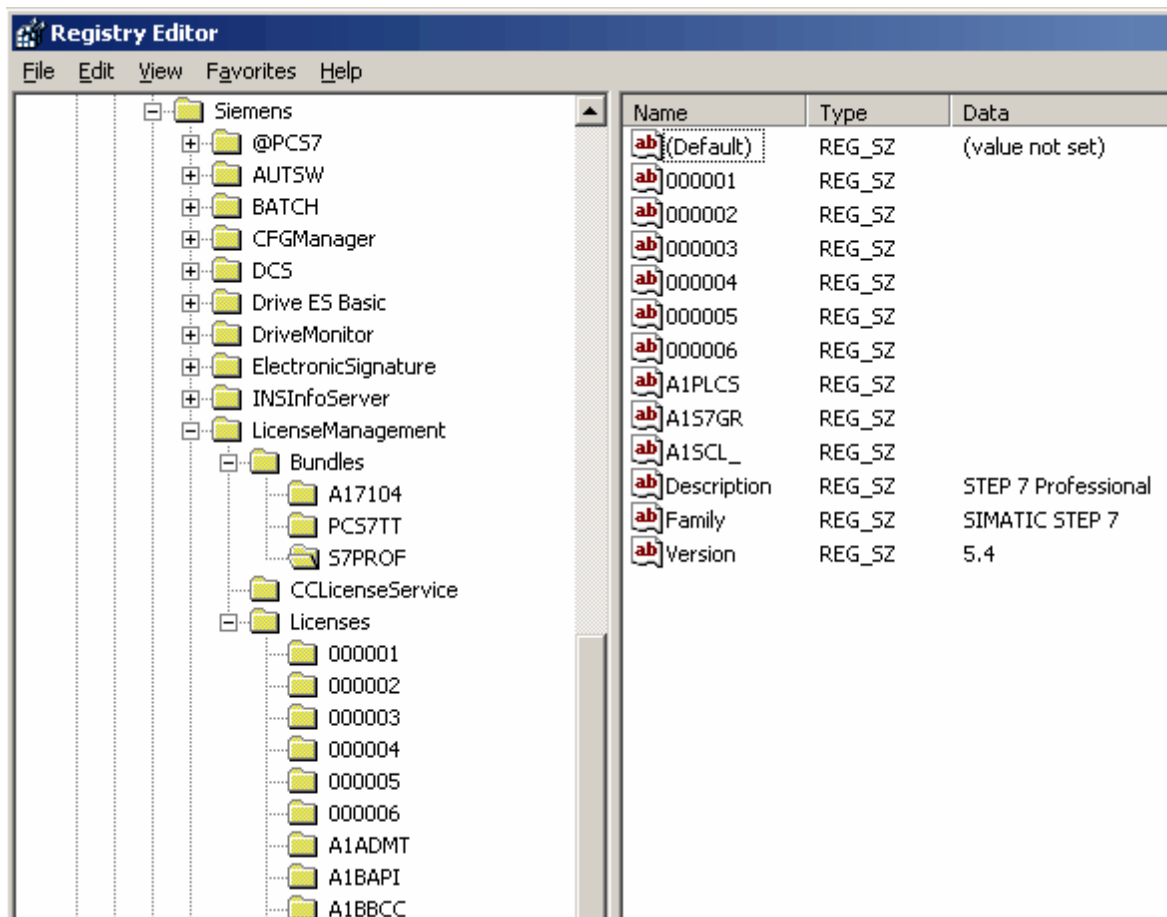 Registry Editor
File Edit View Favorites Help
Siemens
@PCS7
AUTSW
BATCH
CFGManager
DCS
Drive ES Basic
DriveMonitor
ElectronicSignature
INSInfoServer
LicenseManagement
Bundles
A17104
PCS7TT
S7PROF
CCLicenseService
Licenses
000001
000002
000003
000004
000005
000006
A1ADMT
A1BAPI
A1BBCC
Name Type Data
(Default) REG_SZ (value not set)
000001 REG_SZ
000002 REG_SZ
000003 REG_SZ
000004 REG_SZ
000005 REG_SZ
000006 REG_SZ
A1PLCS REG_SZ
A1S7GR REG_SZ
A1SCL_ REG_SZ
Description REG_SZ STEP 7 Professional
Family REG_SZ SIMATIC STEP 7
Version REG_SZ 5.4